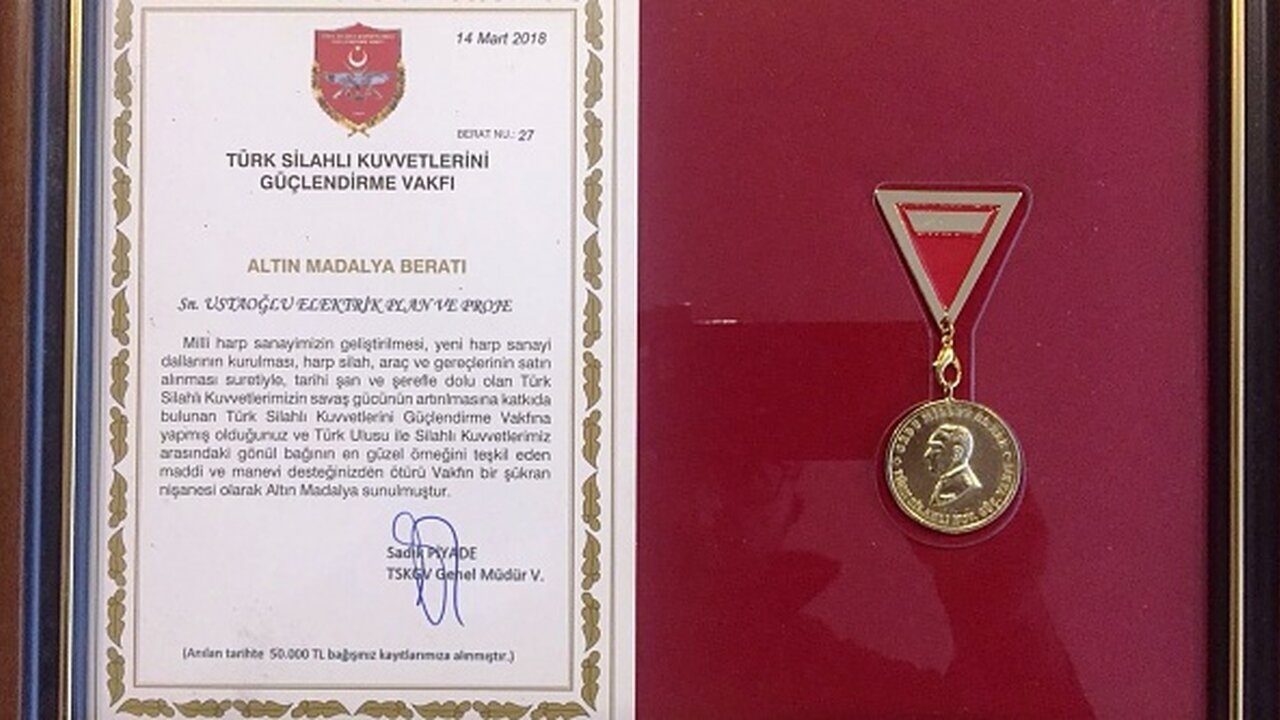 14 Mart 2018
BERAT NU.: 27
TÜRK SİLAHLI KUVVETLERİNİ
GÜÇLENDİRME VAKFI
ALTIN MADALYA BERATI
Sn. USTAOĞLU ELEKTRİK PLAN VE PROJE
Milli harp sanayimizin geliştirilmesi, yeni harp sanayi
dallarının kurulması, harp silah, araç ve gereçlerinin satın
alınması suretiyle, tarihi şan ve şerefle dolu olan Türk
Silahlı Kuvvetlerimizin savaş gücünün artırılmasına katkıda
bulunan Türk Silahlı Kuvvetlerini Güçlendirme Vakfına
yapmış olduğunuz ve Türk Ulusu ile Silahlı Kuvvetlerimiz
arasındaki gönül bağının en güzel örneğini teşkil eden
maddi ve manevi desteğinizden ötürü Vakfın bir şükran
nişanesi olarak Altın Madalya sunulmuştur.
Sadık PİYADE
TSKGV Genel Müdür V.
(Anılan tarihte 50.000 TL bağışınız kayıtlarımıza alınmıştır.)